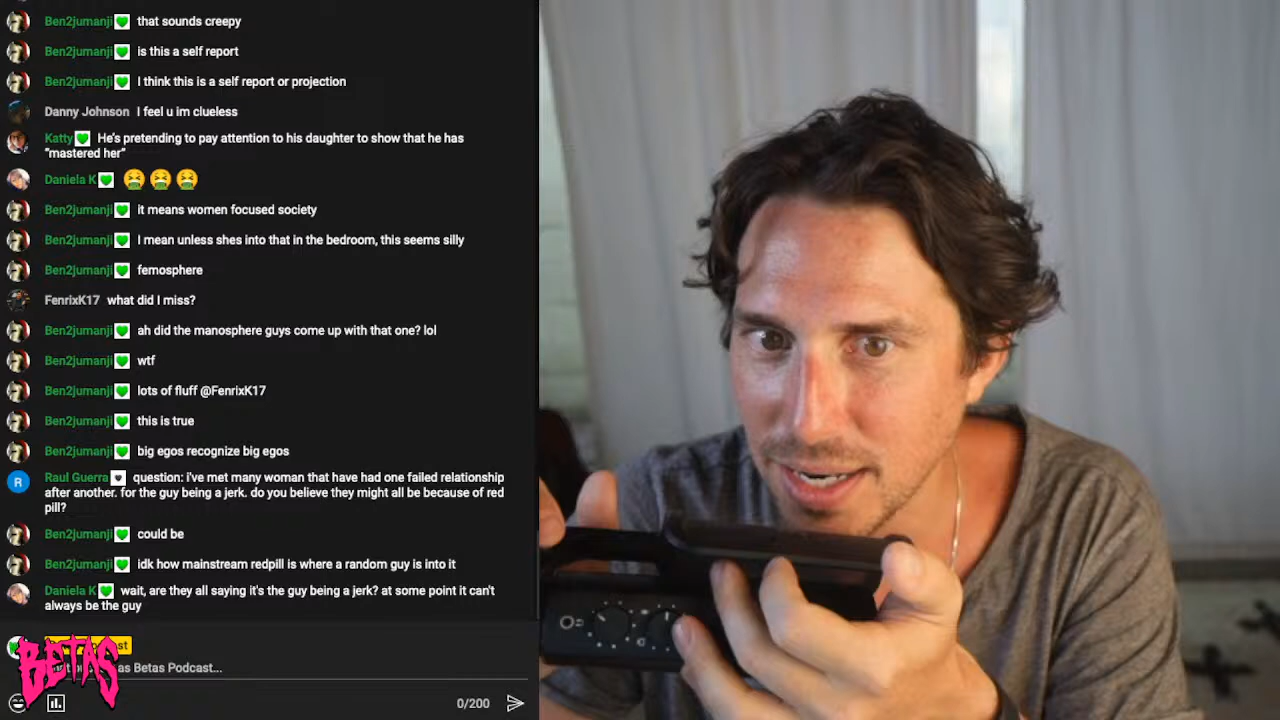 Ben2jumanji that sounds creepy
Ben2jumanji is this a self report
Ben2jumanji I think this is a self report or projection
Danny Johnson I feel u im clueless
Katty He's pretending to pay attention to his daughter to show that he has
"mastered her"
Daniela K 🤮🤮🤮
Ben2jumanji it means women focused society
Ben2jumanji I mean unless shes into that in the bedroom, this seems silly
Ben2jumanji femosphere
FenrixK17 what did I miss?
Ben2jumanji ah did the manosphere guys come up with that one? lol
Ben2jumanji wtf
Ben2jumanji lots of fluff @FenrixK17
Ben2jumanji this is true
Ben2jumanji big egos recognize big egos
R Raul Guerra question: i've met many woman that have had one failed relationship
after another. for the guy being a jerk. do you believe they might all be because of red
pill?
Ben2jumanji could be
Ben2jumanji idk how mainstream redpill is where a random guy is into it
Daniela K wait, are they all saying it's the guy being a jerk? at some point it can't
always be the guy
BETAS
as Betas Podcast...
0/200